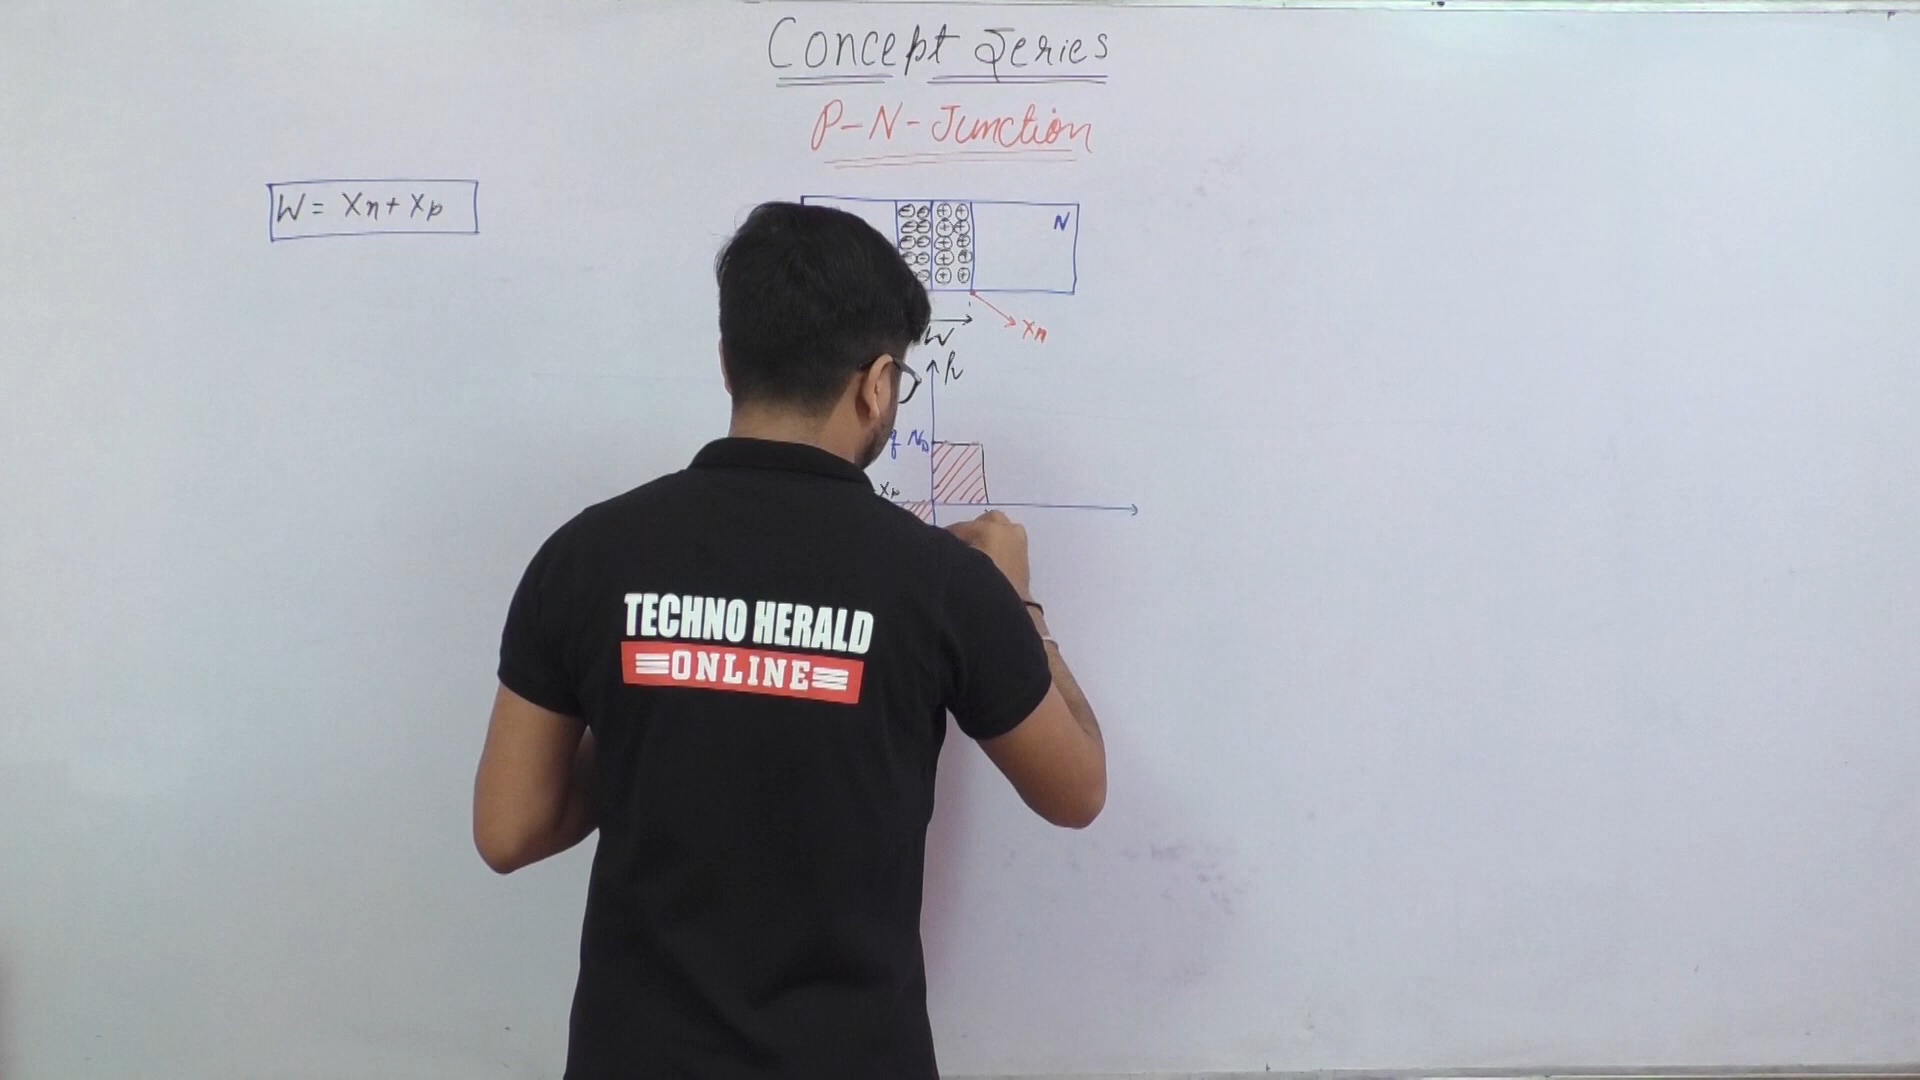 Concept Series
P-N-Junction
W = Xn + Xp
N
Xn
W
q ND
-Xp
TECHNO HERALD
ONLINE